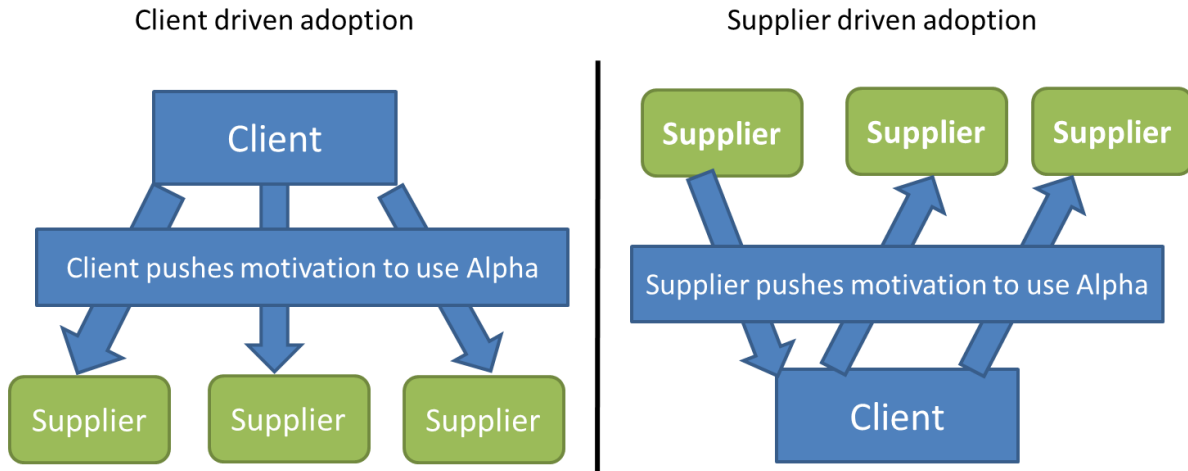 Client driven adoption
Client
Client pushes motivation to use Alpha
Supplier
Supplier
Supplier
Supplier driven adoption
Supplier
Supplier
Supplier
Supplier pushes motivation to use Alpha
Client